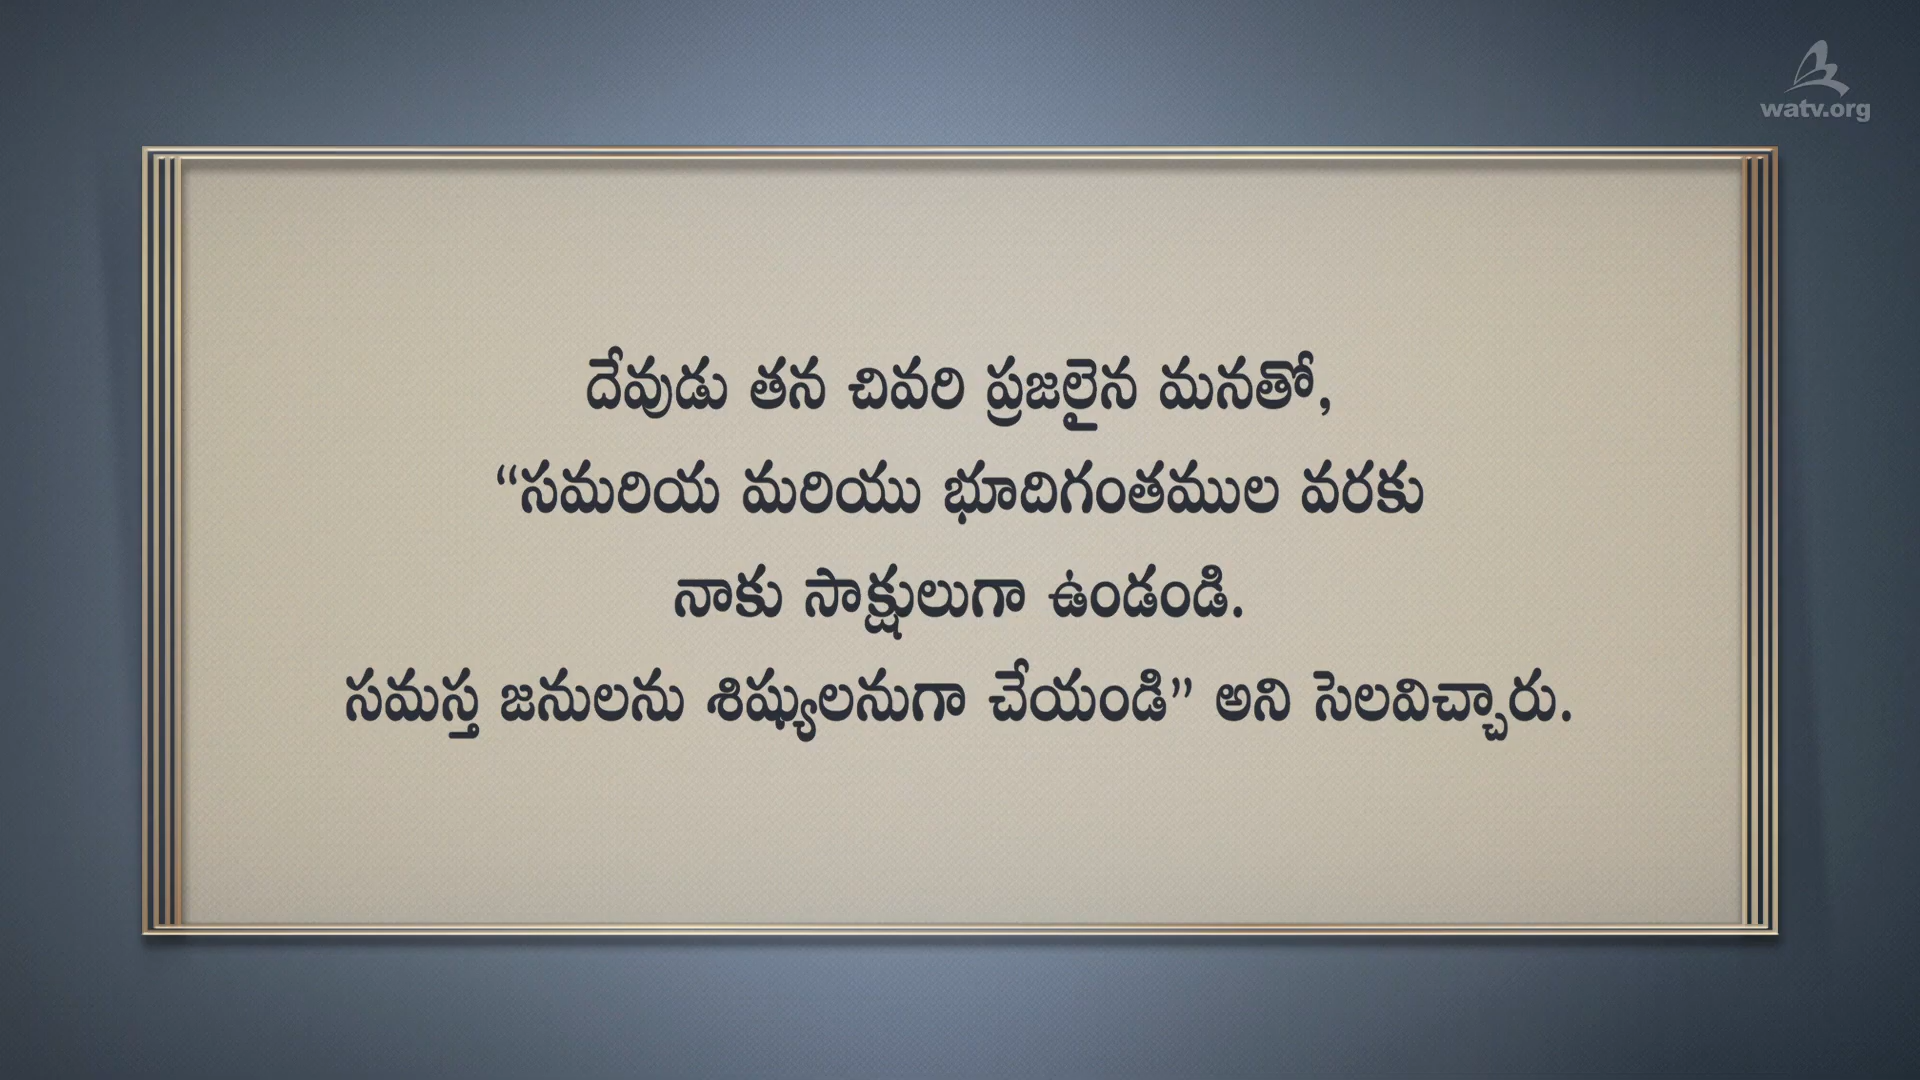 watv.org
దేవుడు తన చివరి ప్రజలైన మనతో,
“సమరియ మరియు భూదిగంతముల వరకు
నాకు సాక్షులుగా ఉండండి.
సమస్త జనులను శిష్యులనుగా చేయండి” అని సెలవిచ్చారు.